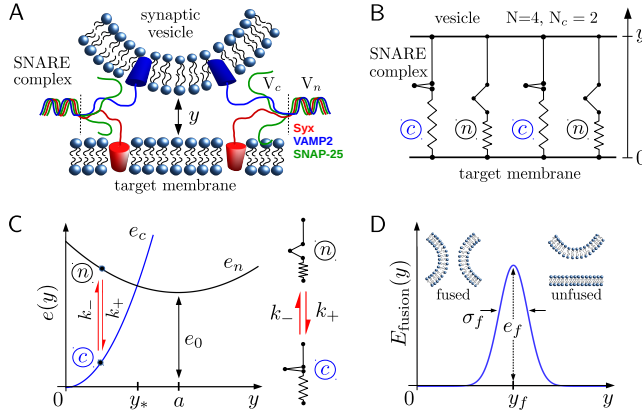 A
synaptic
vesicle
SNARE
complex
V_c
V_n
y
Syx
VAMP2
SNAP-25
target membrane
B
vesicle
N=4, N_c = 2
y
SNARE
complex
c
n
c
n
0
target membrane
C
e_c
n
e_n
e(y)
k_-
k_+
e_0
c
0
y_*
a
y
n
k_-
k_+
c
D
E_fusion(y)
fused
unfused
σ_f
e_f
0
y_f
y